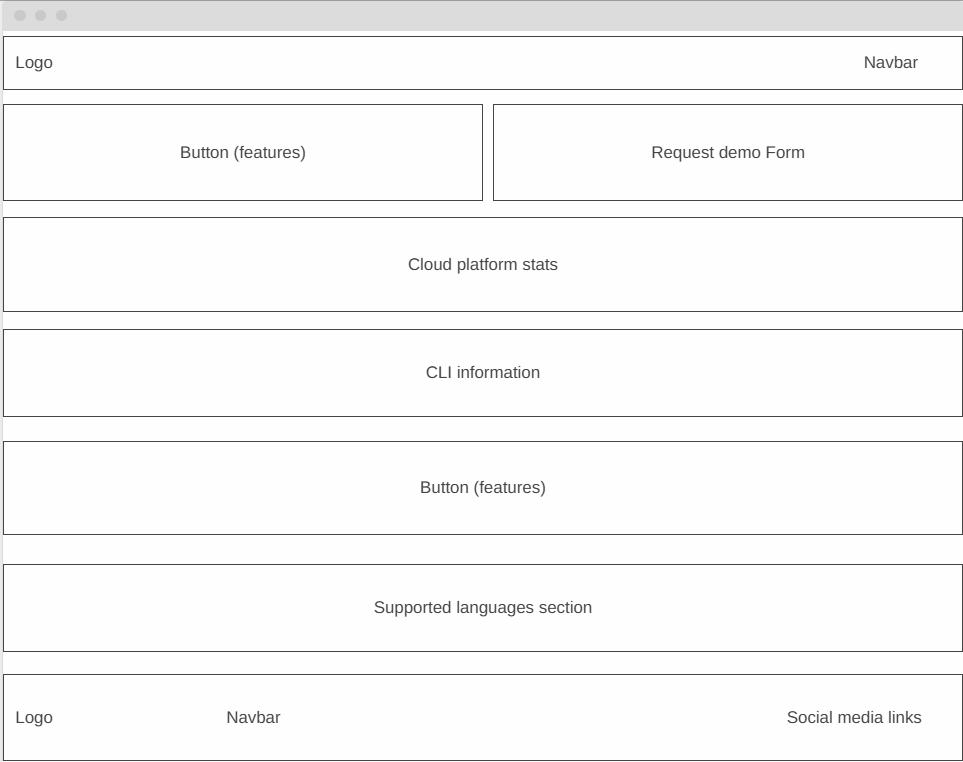 Logo
Navbar
Button (features)
Request demo Form
Cloud platform stats
CLI information
Button (features)
Supported languages section
Logo
Navbar
Social media links